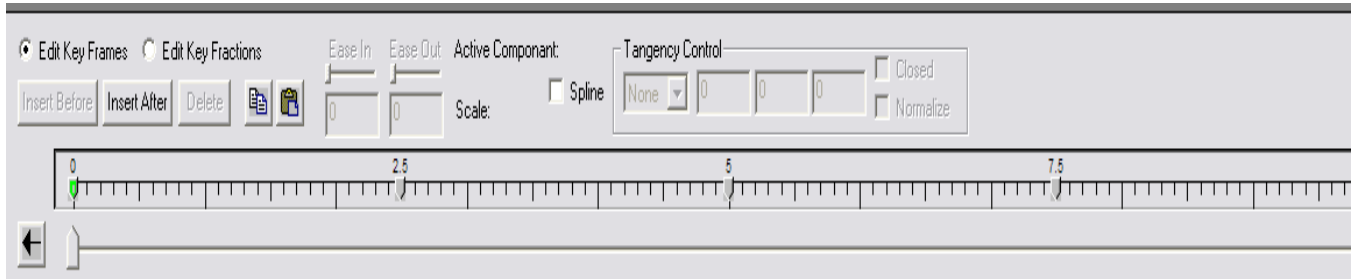 Edit Key Frames Edit Key Fractions Ease In Ease Out Active Componant: Tangency Control
Closed
Insert Before Insert After Delete 0 0 Scale: Spline None 0 0 0
Normalize
0 2.5 5 7.5